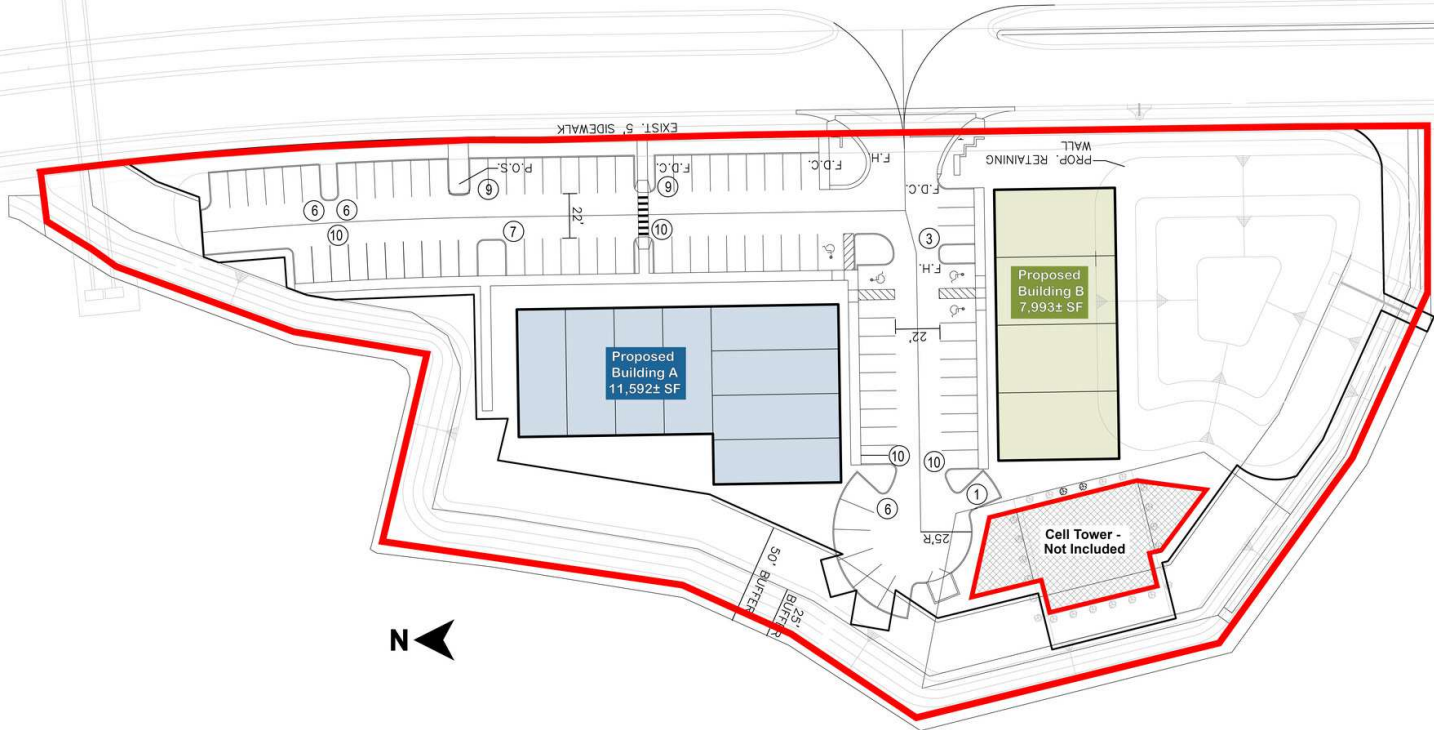 EXIST. 5' SIDEWALK
PROP. RETAINING
WALL
F.H
F.D.C.
F.D.C.
P.O.S.
F.D.C.
9
9
6
6
10
7
22'
10
3
F.H.
Proposed
Building B
7,993± SF
22'
Proposed
Building A
11,592± SF
10
10
1
6
25'R
Cell Tower -
Not Included
50' BUFFER
25'
BUFFER
N